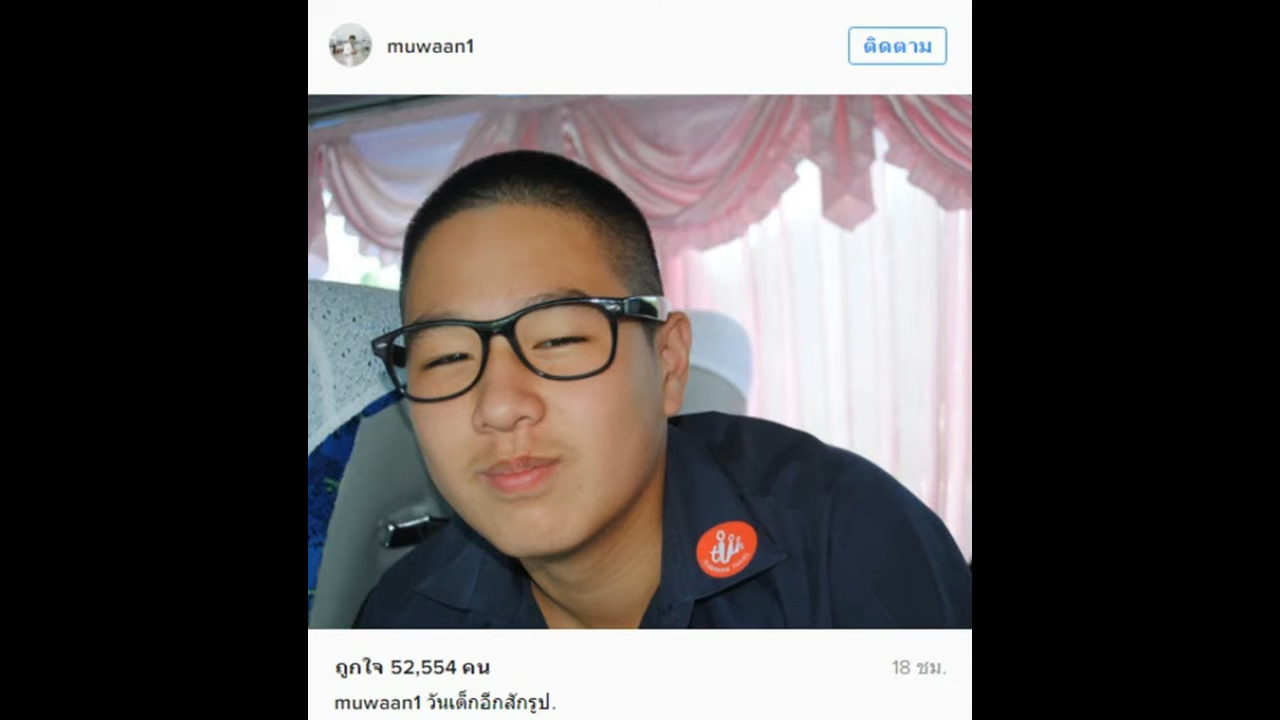 muwaan1
ติดตาม
ถูกใจ 52,554 คน
18 ชม.
muwaan1 วันเด็กอีกสักรูป.